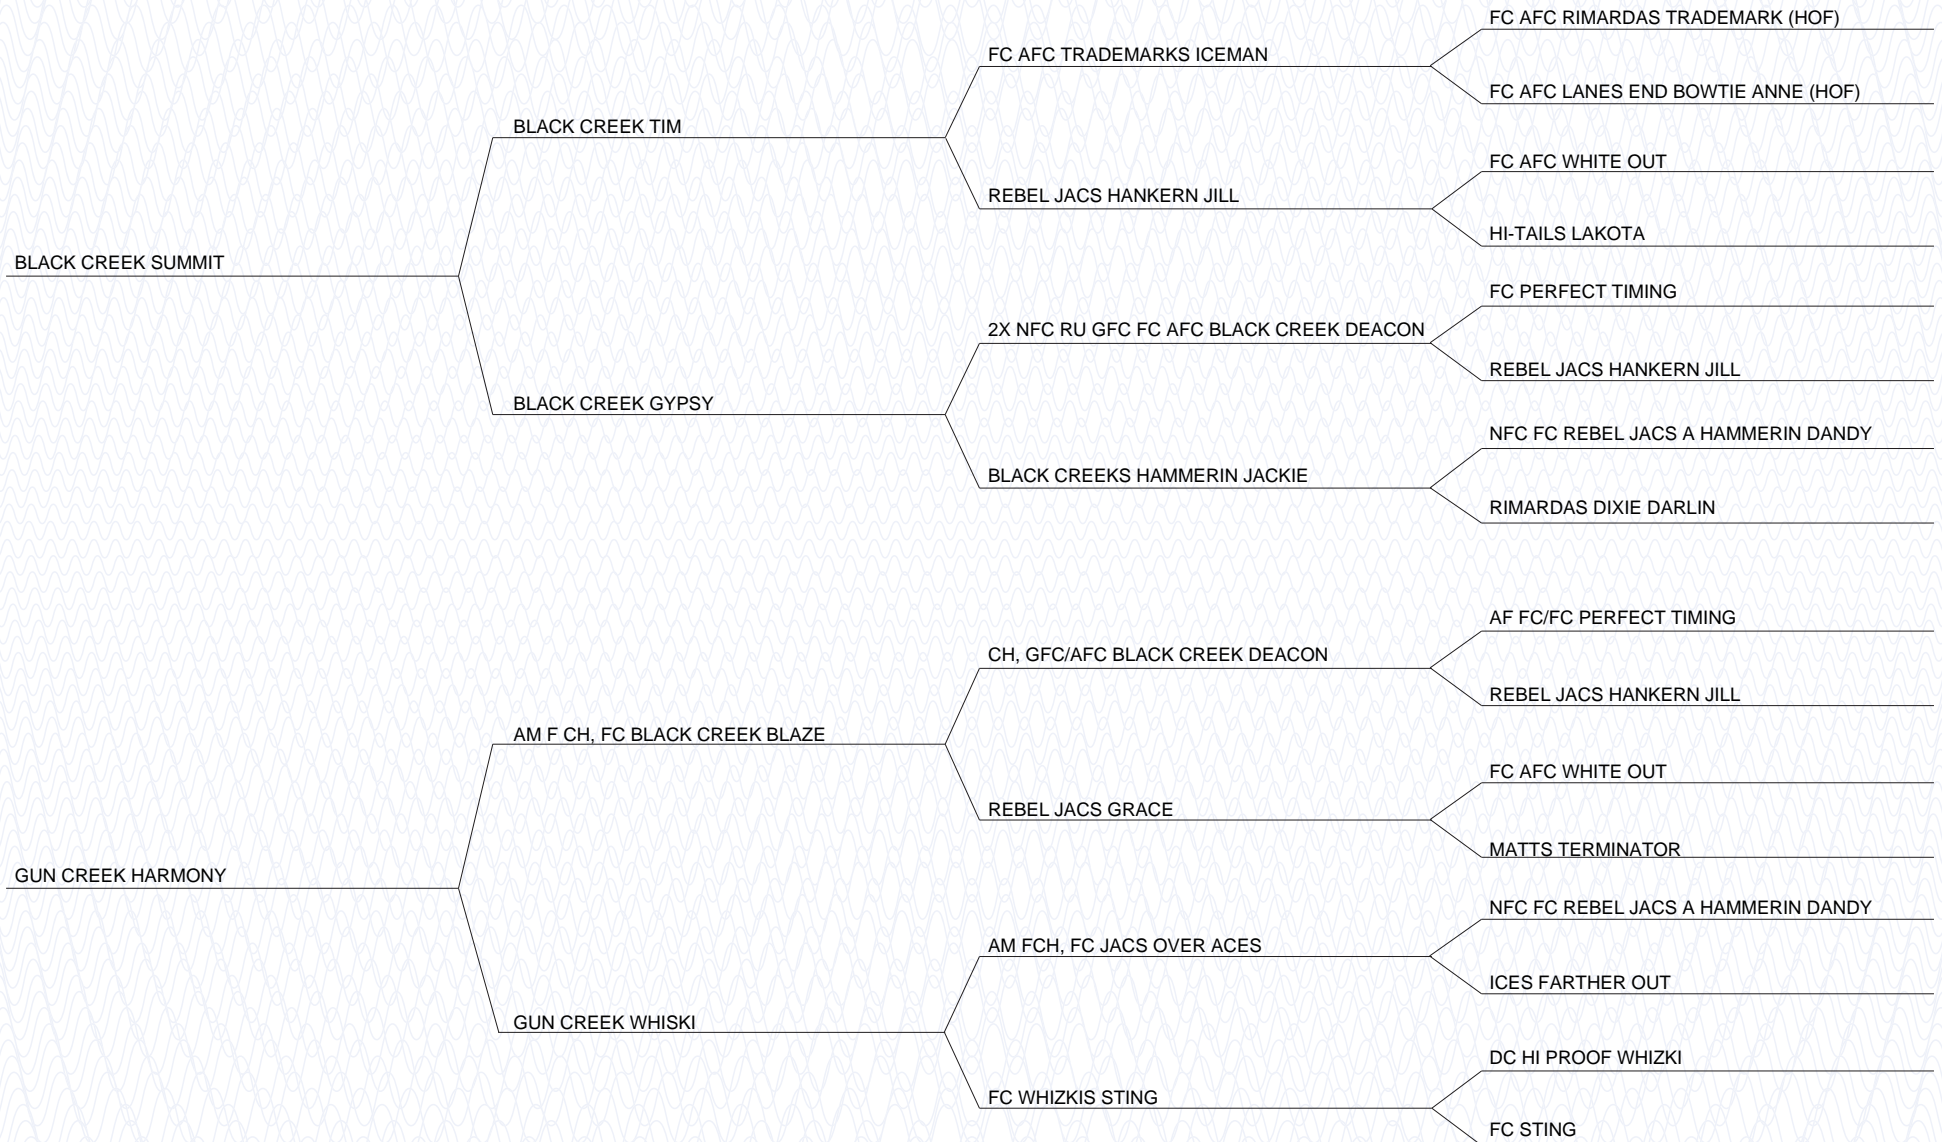 FC AFC RIMARDAS TRADEMARK (HOF)
FC AFC TRADEMARKS ICEMAN
FC AFC LANES END BOWTIE ANNE (HOF)
BLACK CREEK TIM
FC AFC WHITE OUT
REBEL JACS HANKERN JILL
HI-TAILS LAKOTA
BLACK CREEK SUMMIT
FC PERFECT TIMING
2X NFC RU GFC FC AFC BLACK CREEK DEACON
REBEL JACS HANKERN JILL
BLACK CREEK GYPSY
NFC FC REBEL JACS A HAMMERIN DANDY
BLACK CREEKS HAMMERIN JACKIE
RIMARDAS DIXIE DARLIN
AF FC/FC PERFECT TIMING
CH, GFC/AFC BLACK CREEK DEACON
REBEL JACS HANKERN JILL
AM F CH, FC BLACK CREEK BLAZE
FC AFC WHITE OUT
REBEL JACS GRACE
MATTS TERMINATOR
GUN CREEK HARMONY
NFC FC REBEL JACS A HAMMERIN DANDY
AM FCH, FC JACS OVER ACES
ICES FARTHER OUT
GUN CREEK WHISKI
DC HI PROOF WHIZKI
FC WHIZKIS STING
FC STING